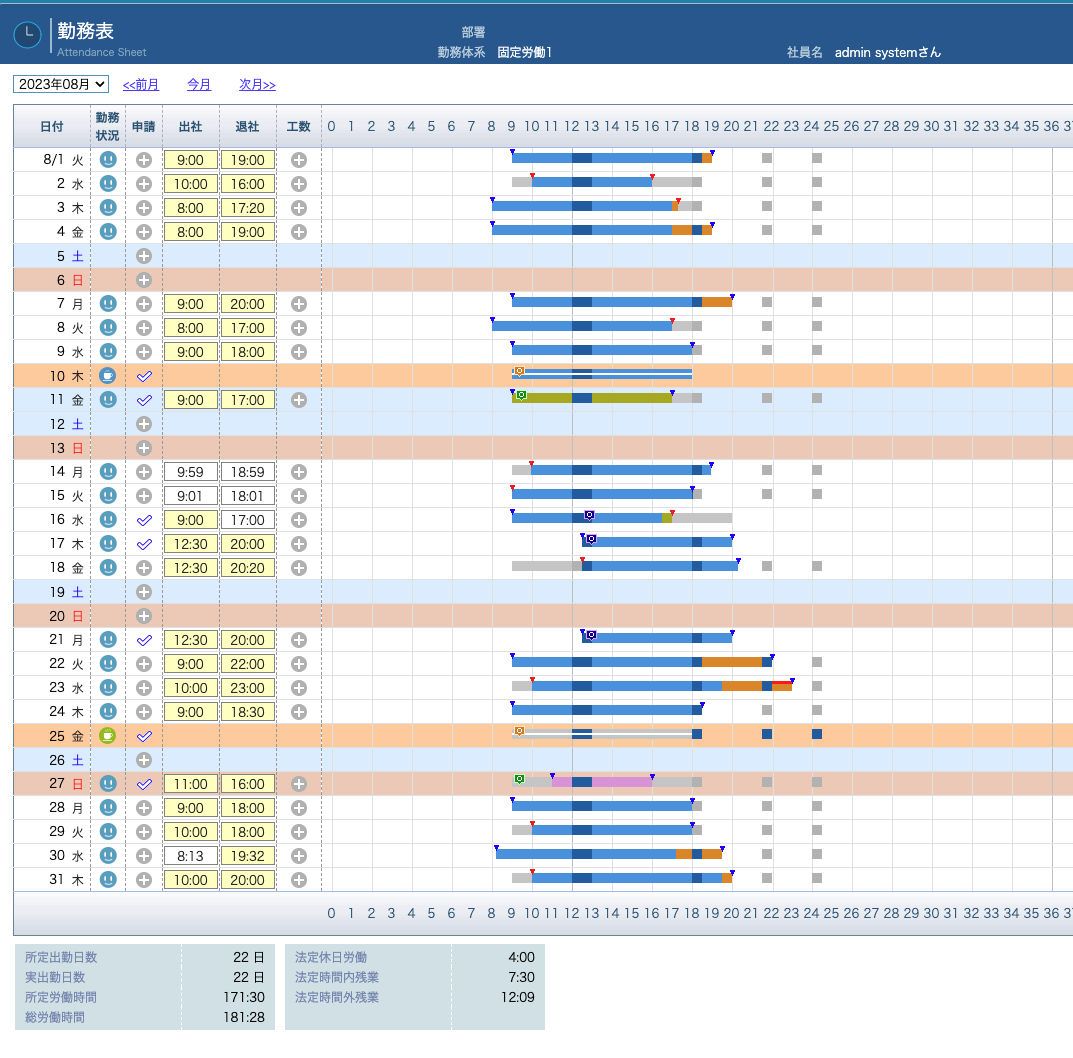 勤務表
Attendance Sheet
部署
勤務体系 固定労働1
社員名 admin systemさん
2023年08月 <<前月 今月 次月>>
日付 勤務状況 申請 出社 退社 工数 0 1 2 3 4 5 6 7 8 9 10 11 12 13 14 15 16 17 18 19 20 21 22 23 24 25 26 27 28 29 30 31 32 33 34 35 36 37
8/1 火 9:00 19:00
2 水 10:00 16:00
3 木 8:00 17:20
4 金 8:00 19:00
5 土
6 日
7 月 9:00 20:00
8 火 8:00 17:00
9 水 9:00 18:00
10 木
11 金 9:00 17:00
12 土
13 日
14 月 9:59 18:59
15 火 9:01 18:01
16 水 9:00 17:00
17 木 12:30 20:00
18 金 12:30 20:20
19 土
20 日
21 月 12:30 20:00
22 火 9:00 22:00
23 水 10:00 23:00
24 木 9:00 18:30
25 金
26 土
27 日 11:00 16:00
28 月 9:00 18:00
29 火 10:00 18:00
30 水 8:13 19:32
31 木 10:00 20:00
0 1 2 3 4 5 6 7 8 9 10 11 12 13 14 15 16 17 18 19 20 21 22 23 24 25 26 27 28 29 30 31 32 33 34 35 36 37
所定出勤日数 22 日
実出勤日数 22 日
所定労働時間 171:30
総労働時間 181:28
法定休日労働 4:00
法定時間内残業 7:30
法定時間外残業 12:09